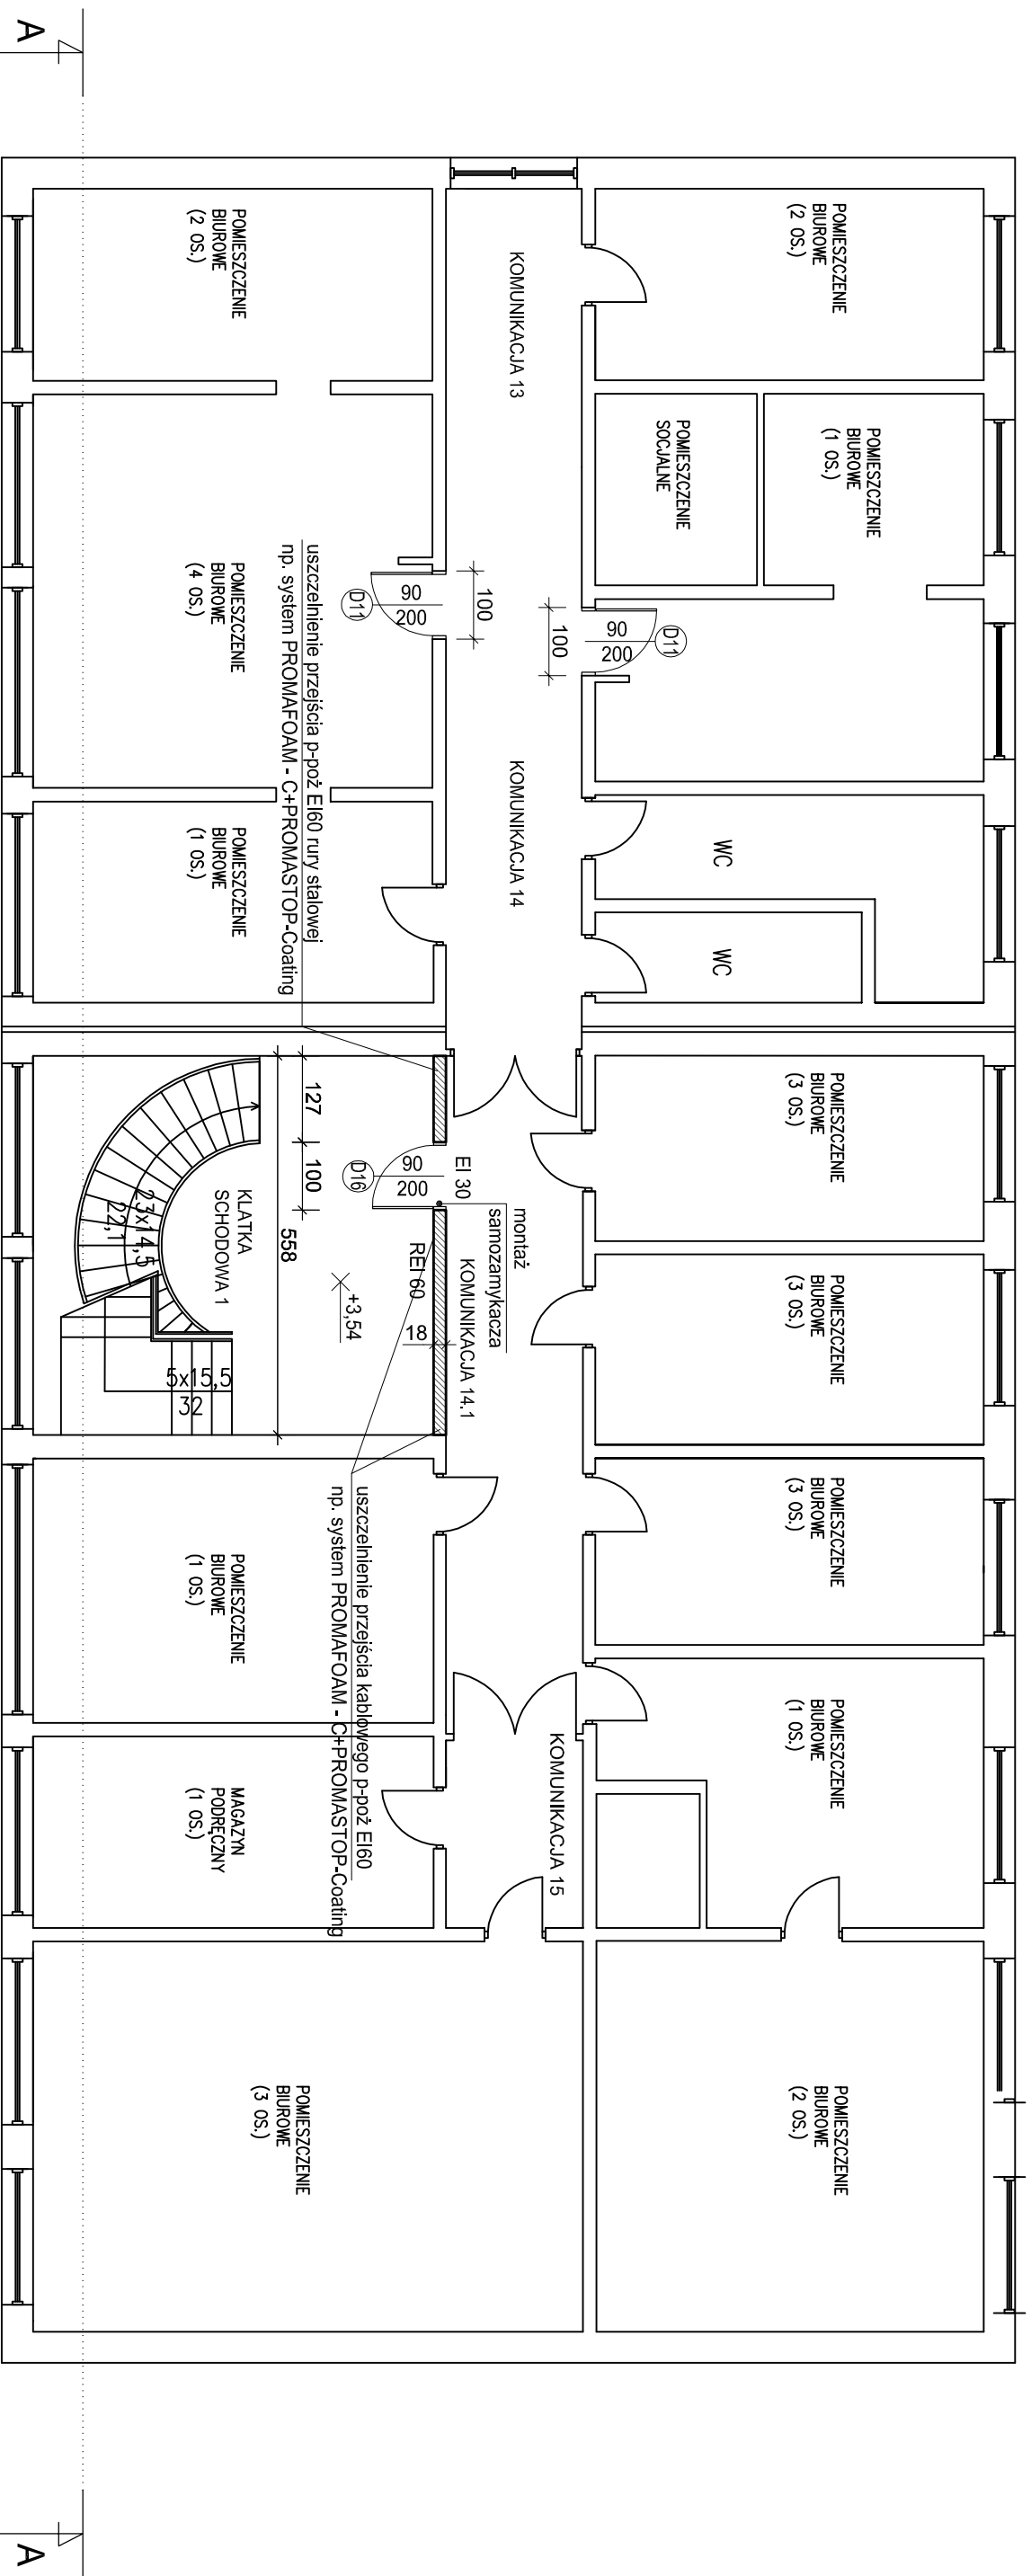 A
A
POMIESZCZENIE
BIUROWE
(2 OS.)
POMIESZCZENIE
BIUROWE
(1 OS.)
POMIESZCZENIE
SOCJALNE
WC
WC
POMIESZCZENIE
BIUROWE
(3 OS.)
POMIESZCZENIE
BIUROWE
(3 OS.)
POMIESZCZENIE
BIUROWE
(3 OS.)
POMIESZCZENIE
BIUROWE
(1 OS.)
POMIESZCZENIE
BIUROWE
(2 OS.)
D11
90
200
100
KOMUNIKACJA 13
KOMUNIKACJA 14
KOMUNIKACJA 15
montaż
samozamykacza
KOMUNIKACJA 14.1
EI 30
REI 60
18
100
90
200
D11
90
200
D16
+3,54
127
100
558
uszczelnienie przejścia p-poż EI60 rury stalowej
np. system PROMAFOAM - C+PROMASTOP-Coating
uszczelnienie przejścia kablowego p-poż EI60
np. system PROMAFOAM - C+PROMASTOP-Coating
POMIESZCZENIE
BIUROWE
(2 OS.)
POMIESZCZENIE
BIUROWE
(4 OS.)
POMIESZCZENIE
BIUROWE
(1 OS.)
KLATKA
SCHODOWA 1
23x14,5
22,1
5x15,5
32
POMIESZCZENIE
BIUROWE
(1 OS.)
MAGAZYN
PODRĘCZNY
(1 OS.)
POMIESZCZENIE
BIUROWE
(3 OS.)